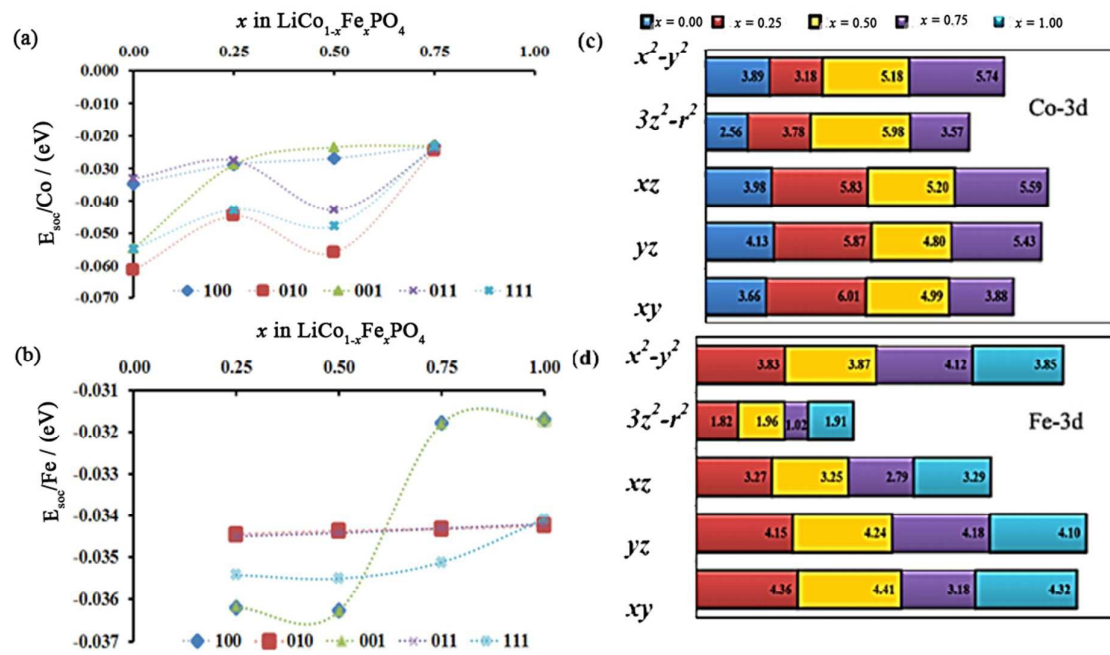 (a)
x in LiCo1-xFexPO4
0.00 0.25 0.50 0.75 1.00
0.000
-0.010
-0.020
-0.030
-0.040
-0.050
-0.060
-0.070
Esoc/Co / (eV)
100 010 001 011 111
(b)
x in LiCo1-xFexPO4
0.00 0.25 0.50 0.75 1.00
-0.031
-0.032
-0.033
-0.034
-0.035
-0.036
-0.037
Esoc/Fe / (eV)
100 010 001 011 111
x = 0.00 x = 0.25 x = 0.50 x = 0.75 x = 1.00
(c)
Co-3d
x²-y² 3.89 3.18 5.18 5.74
3z²-r² 2.56 3.78 5.98 3.57
xz 3.98 5.83 5.20 5.59
yz 4.13 5.87 4.80 5.43
xy 3.66 6.01 4.99 3.88
(d)
Fe-3d
x²-y² 3.83 3.87 4.12 3.85
3z²-r² 1.82 1.96 1.02 1.91
xz 3.27 3.25 2.79 3.29
yz 4.15 4.24 4.18 4.10
xy 4.36 4.41 3.18 4.32